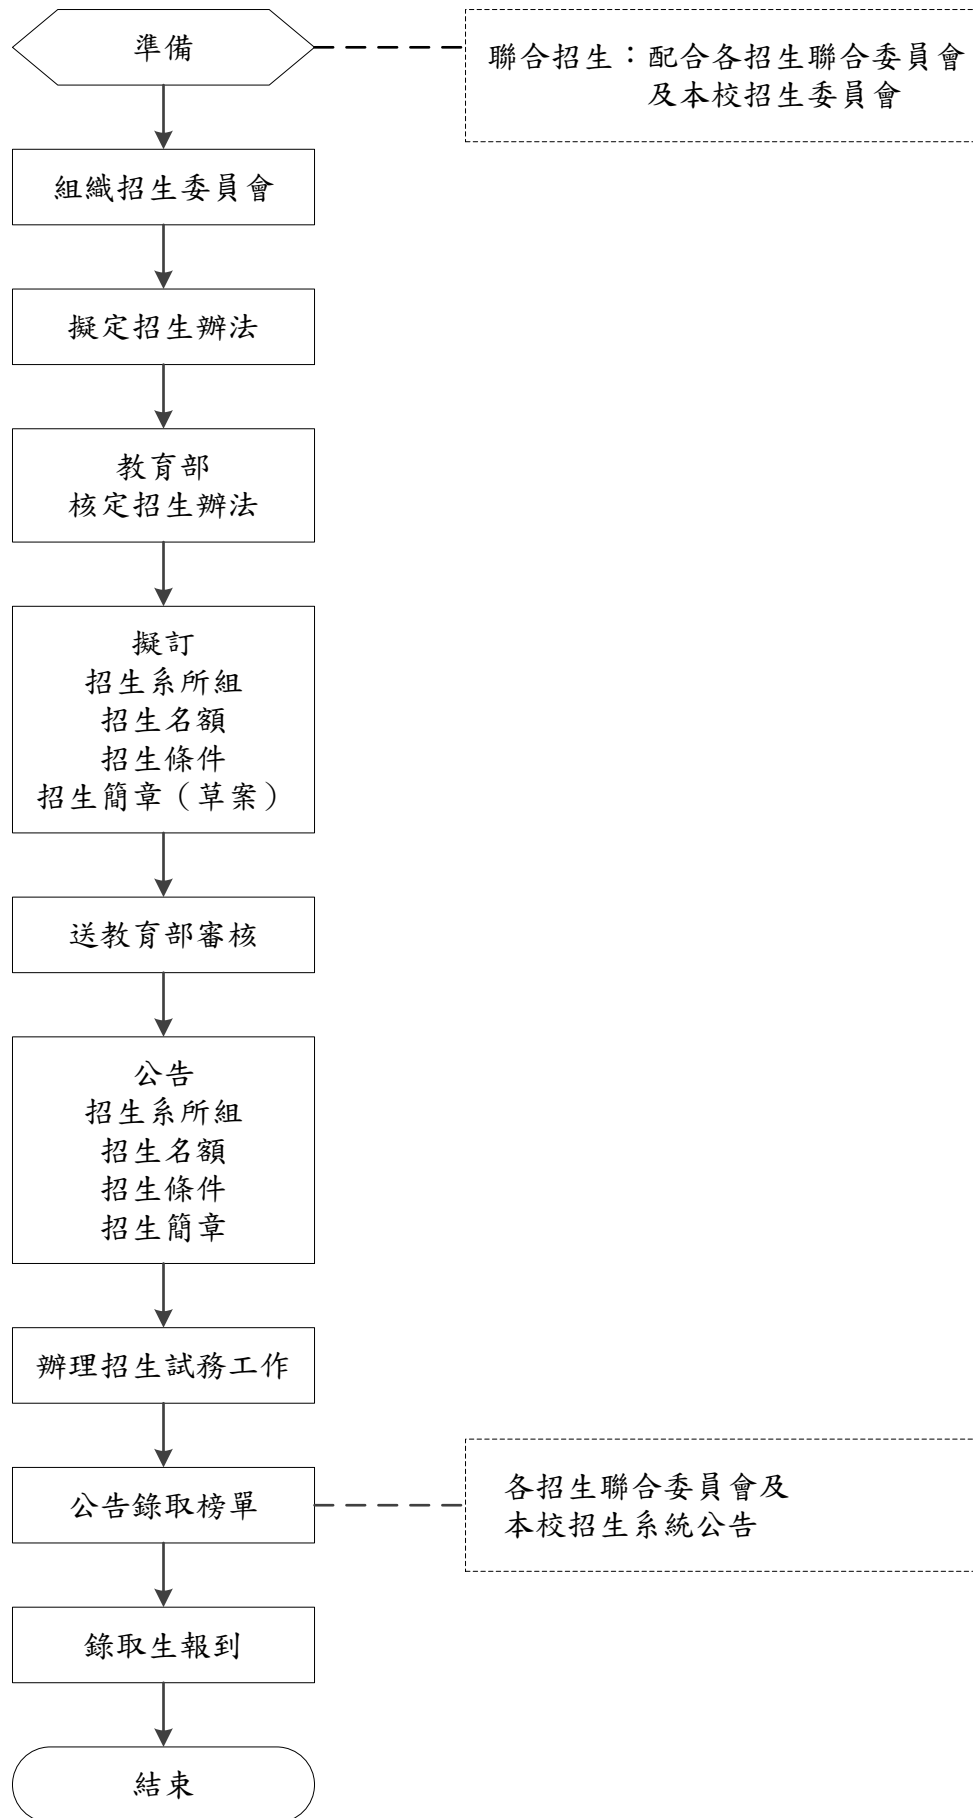 準備
聯合招生：配合各招生聯合委員會
及本校招生委員會
組織招生委員會
擬定招生辦法
教育部
核定招生辦法
擬訂
招生系所組
招生名額
招生條件
招生簡章（草案）
送教育部審核
公告
招生系所組
招生名額
招生條件
招生簡章
辦理招生試務工作
公告錄取榜單
各招生聯合委員會及
本校招生系統公告
錄取生報到
結束